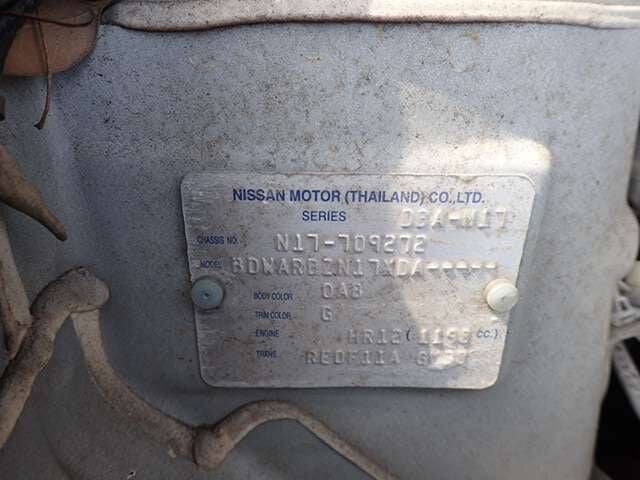 NISSAN MOTOR (THAILAND) CO.,LTD.
SERIES DBA-N17
CHASSIS NO. N17-709272
MODEL BDWARGZN17XDA-----
BODY COLOR QAB
TRIM COLOR G
ENGINE HR12 (1198 CC.)
TRANS. RE0F11A